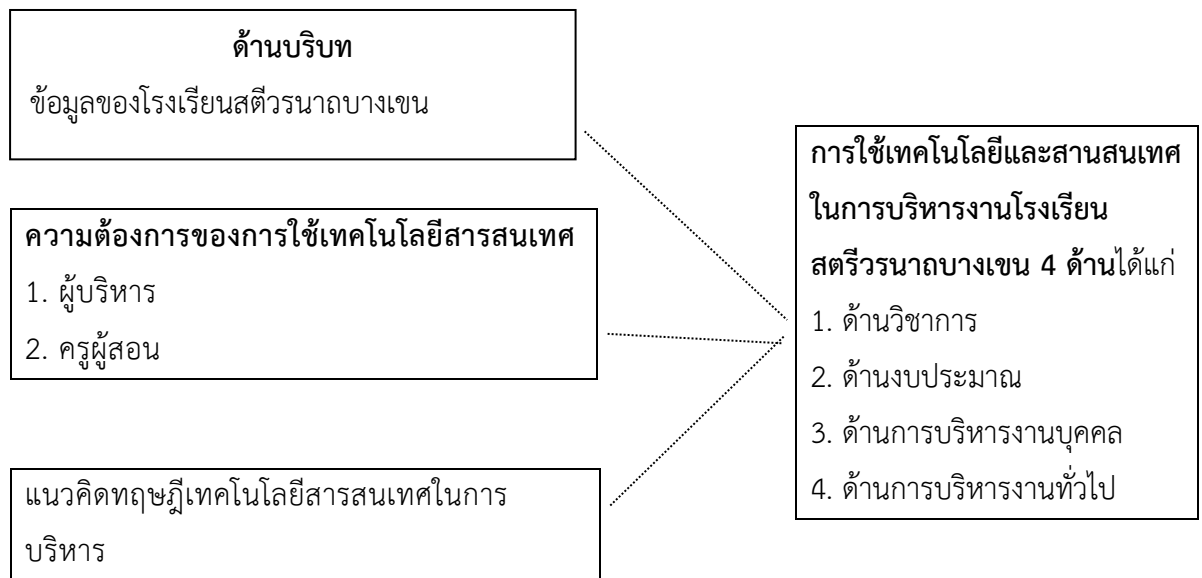 ด้านบริบท
ข้อมูลของโรงเรียนสตีวรนาถบางเขน
ความต้องการของการใช้เทคโนโลยีสารสนเทศ
1. ผู้บริหาร
2. ครูผู้สอน
แนวคิดทฤษฎีเทคโนโลยีสารสนเทศในการ
บริหาร
การใช้เทคโนโลยีและสานสนเทศ
ในการบริหารงานโรงเรียน
สตรีวรนาถบางเขน 4 ด้านได้แก่
1. ด้านวิชาการ
2. ด้านงบประมาณ
3. ด้านการบริหารงานบุคคล
4. ด้านการบริหารงานทั่วไป